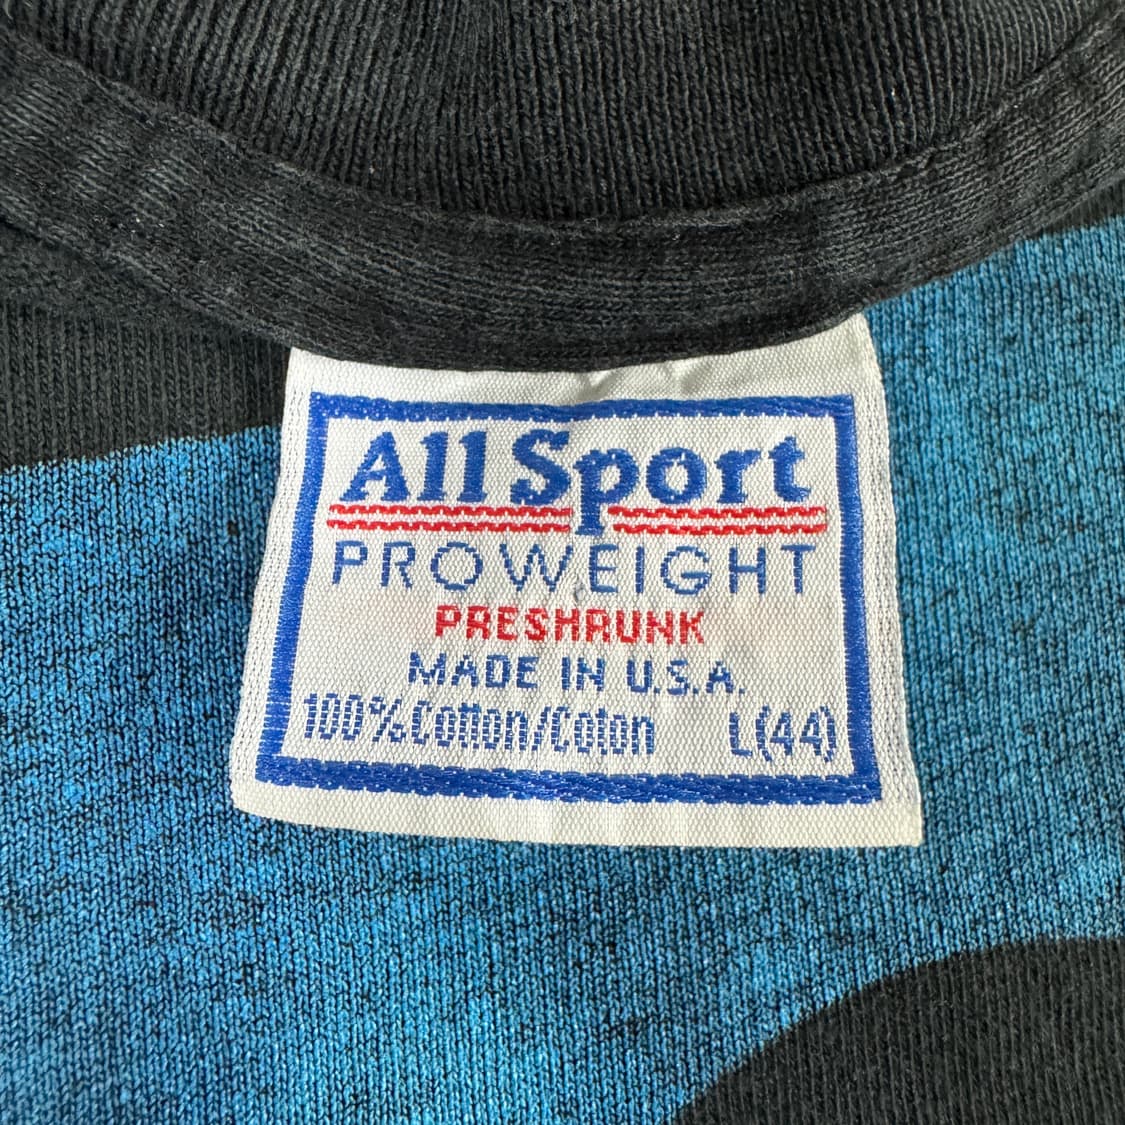 All Sport
PROWEIGHT
PRESHRUNK
MADE IN U.S.A.
100% Cotton/Coton L(44)